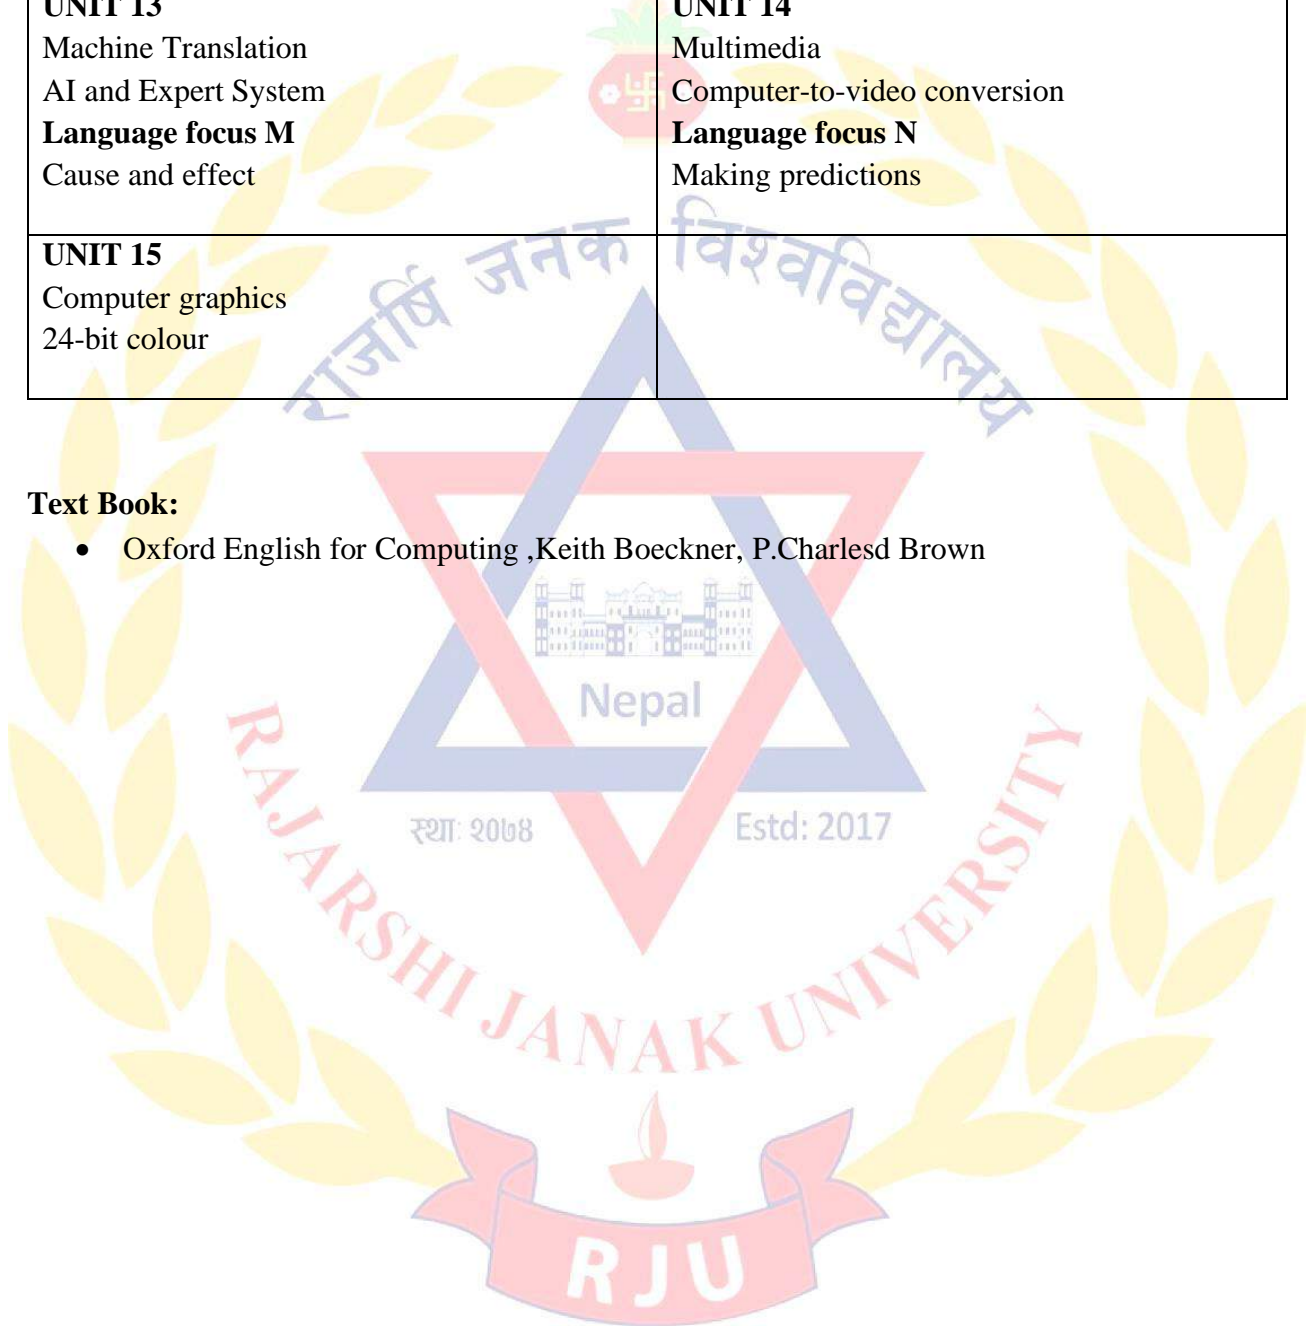 UNIT 13
Machine Translation
AI and Expert System
Language focus M
Cause and effect
UNIT 14
Multimedia
Computer-to-video conversion
Language focus N
Making predictions
UNIT 15
Computer graphics
24-bit colour
Text Book:
• Oxford English for Computing ,Keith Boeckner, P.Charlesd Brown
राजर्षि जनक विश्वविद्यालय
Nepal
स्था: २०७४
Estd: 2017
RAJARSHI JANAK UNIVERSITY
RJU